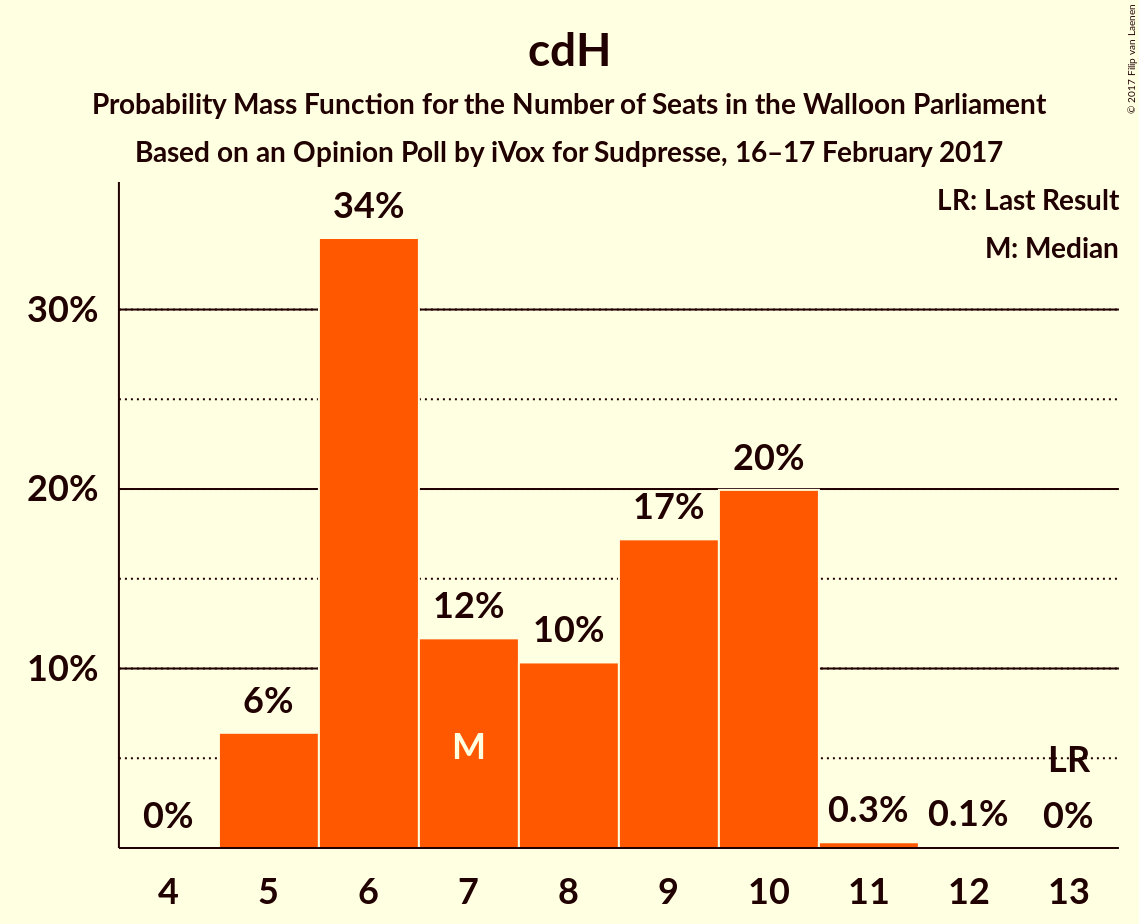 cdH
Probability Mass Function for the Number of Seats in the Walloon Parliament
Based on an Opinion Poll by iVox for Sudpresse, 16–17 February 2017
© 2017 Filip van Laenen
LR: Last Result
M: Median
30%
20%
10%
0%
6%
34%
12%
10%
17%
20%
0.3%
0.1%
0%
M
LR
4 5 6 7 8 9 10 11 12 13